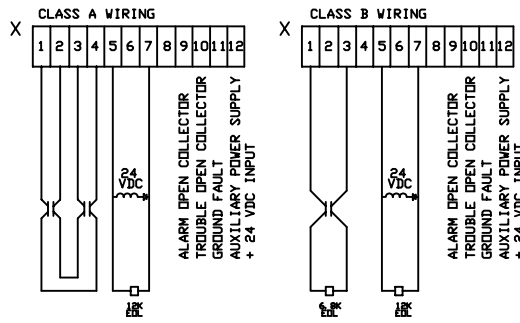 CLASS A WIRING
X
1 2 3 4 5 6 7 8 9 10 11 12
24
VDC
12K
EOL
ALARM OPEN COLLECTOR
TROUBLE OPEN COLLECTOR
GROUND FAULT
AUXILIARY POWER SUPPLY
+ 24 VDC INPUT
CLASS B WIRING
X
1 2 3 4 5 6 7 8 9 10 11 12
24
VDC
6.8K
EOL
12K
EOL
ALARM OPEN COLLECTOR
TROUBLE OPEN COLLECTOR
GROUND FAULT
AUXILIARY POWER SUPPLY
+ 24 VDC INPUT